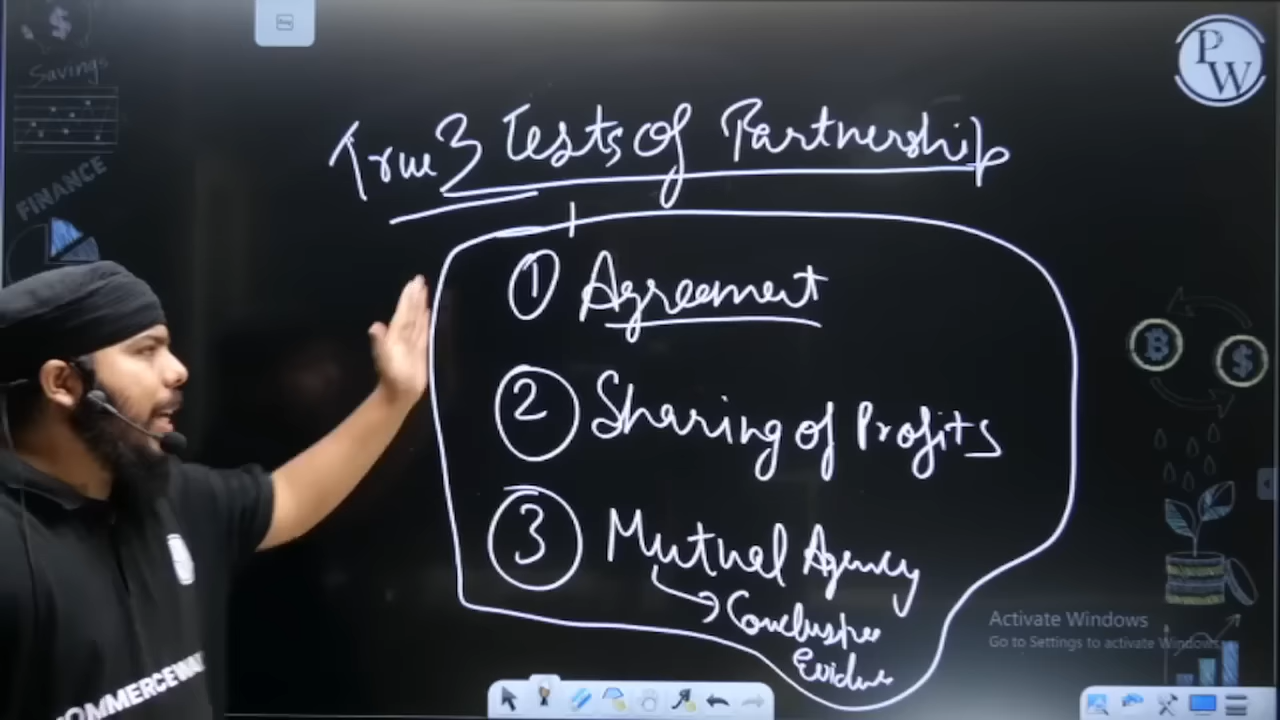 Savings
PW
FINANCE
True 3 Tests of Partnership
① Agreement
② Sharing of Profits
③ Mutual Agency
Conclusive
Evidence
Activate Windows
Go to Settings to activate Windows.
OMMERCEWA